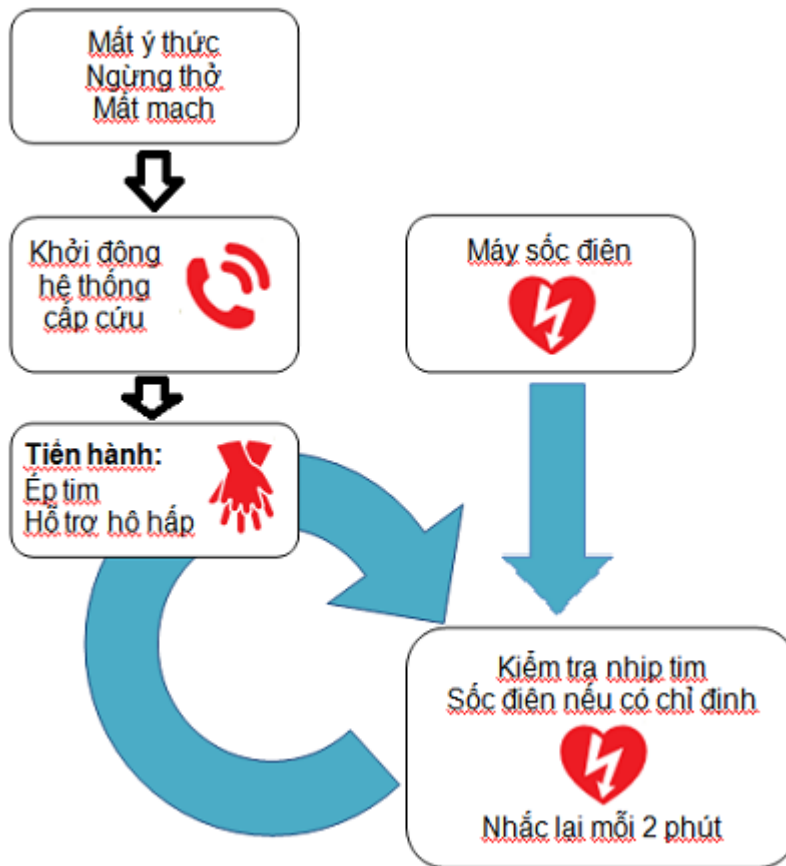 Mất ý thức
Ngừng thở
Mất mạch
Khởi động
hệ thống
cấp cứu
Máy sốc điện
Tiến hành:
Ép tim
Hỗ trợ hô hấp
Kiểm tra nhịp tim
Sốc điện nếu có chỉ định
Nhắc lại mỗi 2 phút